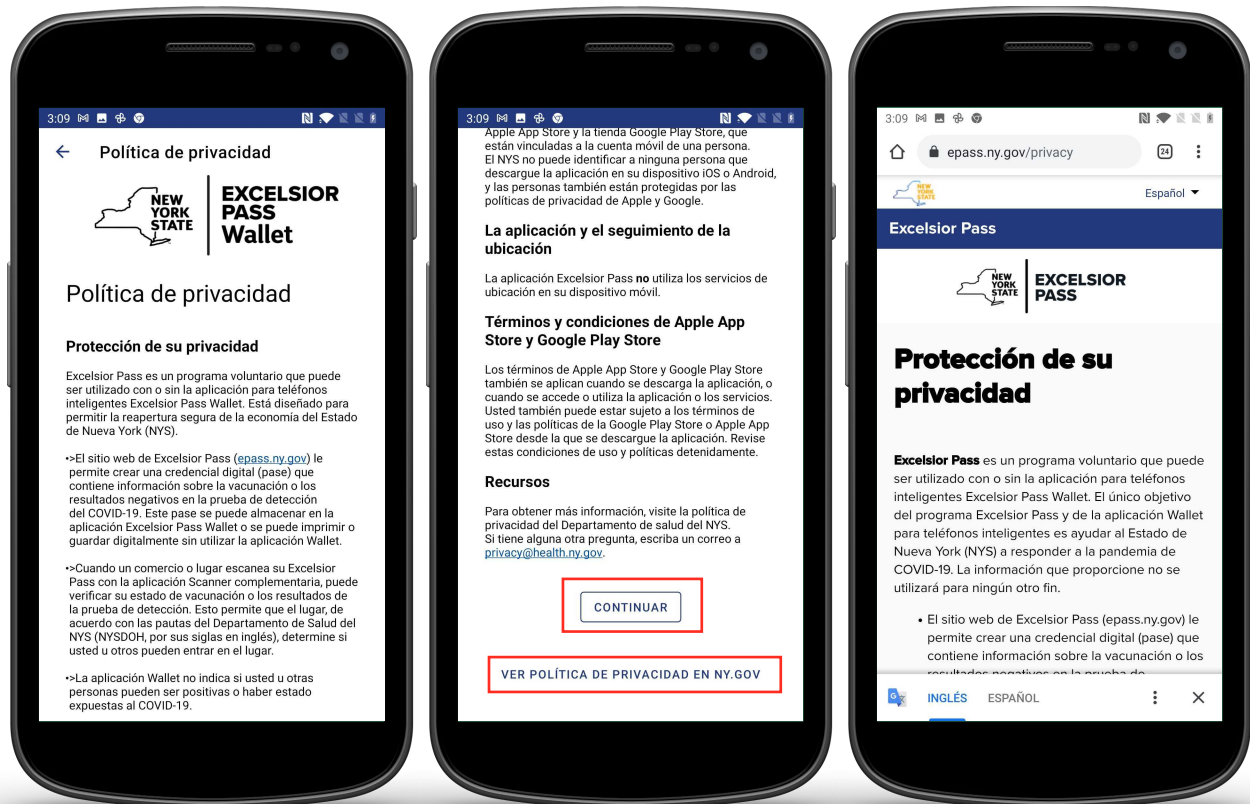 3:09
Política de privacidad
NEW
YORK
STATE
EXCELSIOR
PASS
Wallet
Política de privacidad
Protección de su privacidad
Excelsior Pass es un programa voluntario que puede
ser utilizado con o sin la aplicación para teléfonos
inteligentes Excelsior Pass Wallet. Está diseñado para
permitir la reapertura segura de la economía del Estado
de Nueva York (NYS).
•>El sitio web de Excelsior Pass (epass.ny.gov) le
permite crear una credencial digital (pase) que
contiene información sobre la vacunación o los
resultados negativos en la prueba de detección
del COVID-19. Este pase se puede almacenar en la
aplicación Excelsior Pass Wallet o se puede imprimir o
guardar digitalmente sin utilizar la aplicación Wallet.
•>Cuando un comercio o lugar escanea su Excelsior
Pass con la aplicación Scanner complementaria, puede
verificar su estado de vacunación o los resultados de
la prueba de detección. Esto permite que el lugar, de
acuerdo con las pautas del Departamento de Salud del
NYS (NYSDOH, por sus siglas en inglés), determine si
usted u otros pueden entrar en el lugar.
•>La aplicación Wallet no indica si usted u otras
personas pueden ser positivas o haber estado
expuestas al COVID-19.
3:09
Apple App Store y la tienda Google Play Store, que
están vinculadas a la cuenta móvil de una persona.
El NYS no puede identificar a ninguna persona que
descargue la aplicación en su dispositivo iOS o Android,
y las personas también están protegidas por las
políticas de privacidad de Apple y Google.
La aplicación y el seguimiento de la
ubicación
La aplicación Excelsior Pass no utiliza los servicios de
ubicación en su dispositivo móvil.
Términos y condiciones de Apple App
Store y Google Play Store
Los términos de Apple App Store y Google Play Store
también se aplican cuando se descarga la aplicación, o
cuando se accede o utiliza la aplicación o los servicios.
Usted también puede estar sujeto a los términos de
uso y las políticas de la Google Play Store o Apple App
Store desde la que se descargue la aplicación. Revise
estas condiciones de uso y políticas detenidamente.
Recursos
Para obtener más información, visite la política de
privacidad del Departamento de salud del NYS.
Si tiene alguna otra pregunta, escriba un correo a
privacy@health.ny.gov.
CONTINUAR
VER POLÍTICA DE PRIVACIDAD EN NY.GOV
3:09
epass.ny.gov/privacy
24
NEW
YORK
STATE
Español
Excelsior Pass
NEW
YORK
STATE
EXCELSIOR
PASS
Protección de su
privacidad
Excelsior Pass es un programa voluntario que puede
ser utilizado con o sin la aplicación para teléfonos
inteligentes Excelsior Pass Wallet. El único objetivo
del programa Excelsior Pass y de la aplicación Wallet
para teléfonos inteligentes es ayudar al Estado de
Nueva York (NYS) a responder a la pandemia de
COVID-19. La información que proporcione no se
utilizará para ningún otro fin.
• El sitio web de Excelsior Pass (epass.ny.gov) le
permite crear una credencial digital (pase) que
contiene información sobre la vacunación o los
resultados negativos en la prueba de
INGLÉS
ESPAÑOL